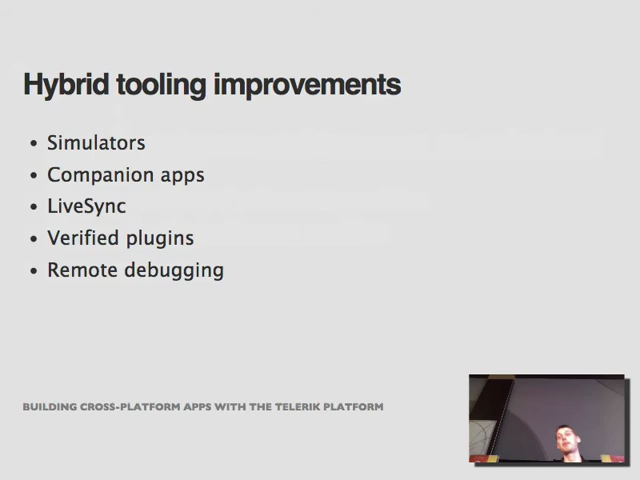 Hybrid tooling improvements
• Simulators
• Companion apps
• LiveSync
• Verified plugins
• Remote debugging
BUILDING CROSS-PLATFORM APPS WITH THE TELERIK PLATFORM